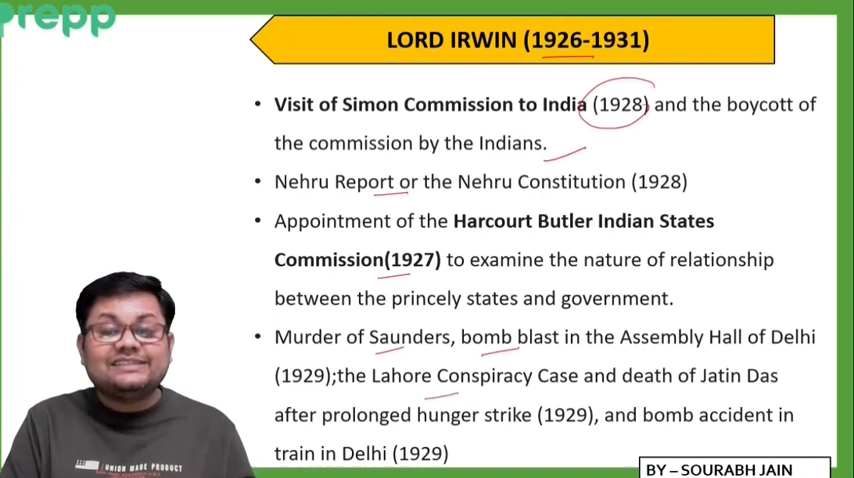 Prepp
LORD IRWIN (1926-1931)
• Visit of Simon Commission to India (1928) and the boycott of
the commission by the Indians.
• Nehru Report or the Nehru Constitution (1928)
• Appointment of the Harcourt Butler Indian States
Commission(1927) to examine the nature of relationship
between the princely states and government.
• Murder of Saunders, bomb blast in the Assembly Hall of Delhi
(1929);the Lahore Conspiracy Case and death of Jatin Das
after prolonged hunger strike (1929), and bomb accident in
train in Delhi (1929)
UNION MADE PRODUCT
BY – SOURABH JAIN